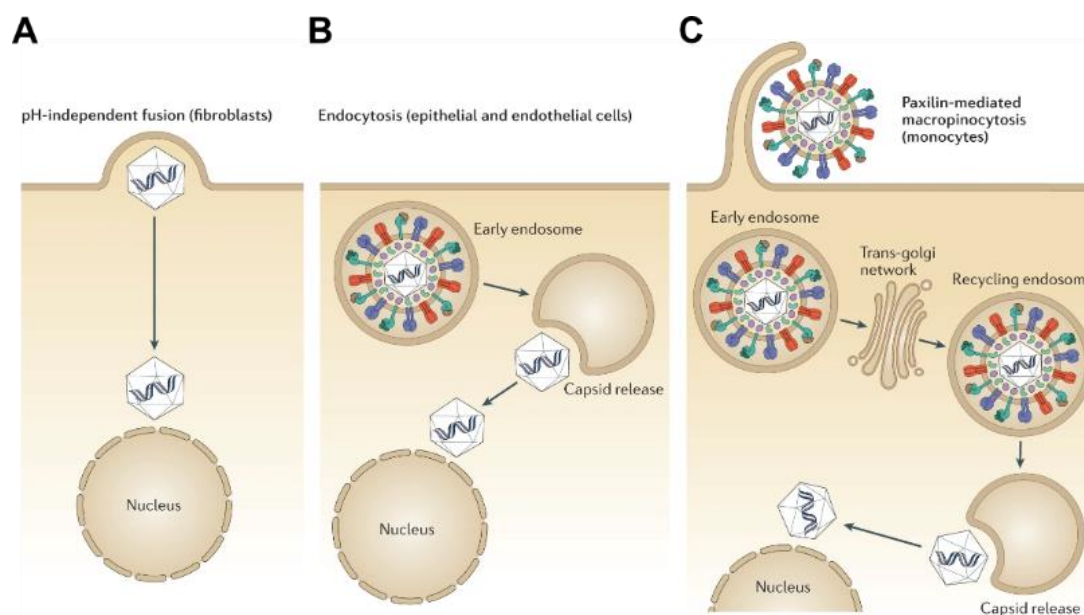 A
B
C
pH-independent fusion (fibroblasts)
Nucleus
Endocytosis (epithelial and endothelial cells)
Early endosome
Capsid release
Nucleus
Paxilin-mediated
macropinocytosis
(monocytes)
Early endosome
Trans-golgi
network
Recycling endosom
Nucleus
Capsid release